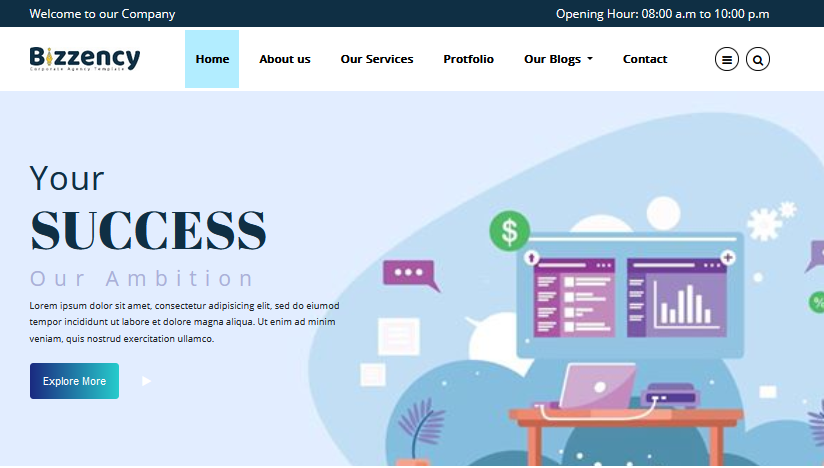 Welcome to our Company
Opening Hour: 08:00 a.m to 10:00 p.m
Bizzency
Corporate Agency Template
Home
About us
Our Services
Protfolio
Our Blogs
Contact
Your
SUCCESS
Our Ambition
Lorem ipsum dolor sit amet, consectetur adipisicing elit, sed do eiumod
tempor incididunt ut labore et dolore magna aliqua. Ut enim ad minim
veniam, quis nostrud exercitation ullamco.
Explore More
$
%